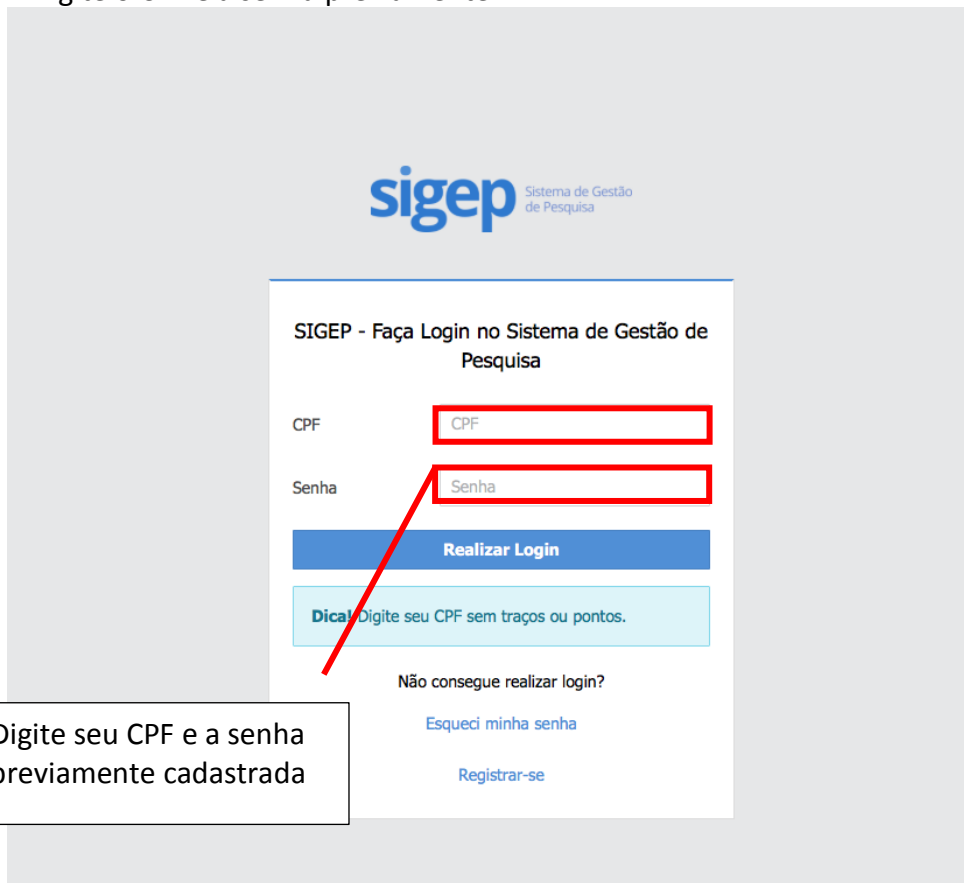 sigep
Sistema de Gestão
de Pesquisa
SIGEP - Faça Login no Sistema de Gestão de
Pesquisa
CPF CPF
Senha Senha
Realizar Login
Dica! Digite seu CPF sem traços ou pontos.
Não consegue realizar login?
Esqueci minha senha
Registrar-se
Digite seu CPF e a senha
previamente cadastrada